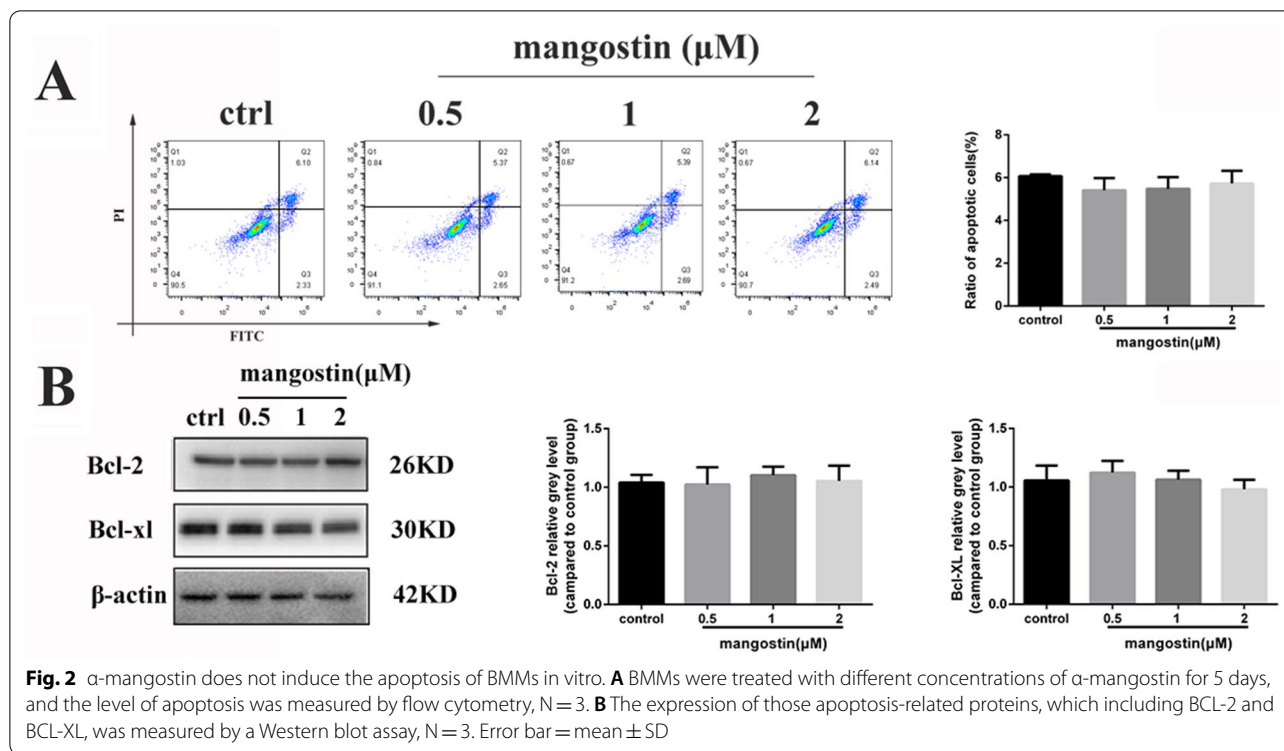 A
mangostin (μM)
ctrl 0.5 1 2
Q1 1.03 Q2 6.10 Q4 90.5 Q3 2.33
Q1 0.84 Q2 5.37 Q4 91.1 Q3 2.65
Q1 0.67 Q2 5.39 Q4 91.2 Q3 2.69
Q1 0.67 Q2 6.14 Q4 90.7 Q3 2.49
PI
FITC
Ratio of apoptotic cells(%)
8
6
4
2
0
control 0.5 1 2
mangostin(μM)
B
mangostin(μM)
ctrl 0.5 1 2
Bcl-2 26KD
Bcl-xl 30KD
β-actin 42KD
Bcl-2 relative grey level
(campared to control group)
1.5
1.0
0.5
0.0
control 0.5 1 2
mangostin(μM)
Bcl-XL relative grey level
(campared to control group)
1.5
1.0
0.5
0.0
control 0.5 1 2
mangostin(μM)
Fig. 2 α-mangostin does not induce the apoptosis of BMMs in vitro. A BMMs were treated with different concentrations of α-mangostin for 5 days,
and the level of apoptosis was measured by flow cytometry, N = 3. B The expression of those apoptosis-related proteins, which including BCL-2 and
BCL-XL, was measured by a Western blot assay, N = 3. Error bar = mean ± SD